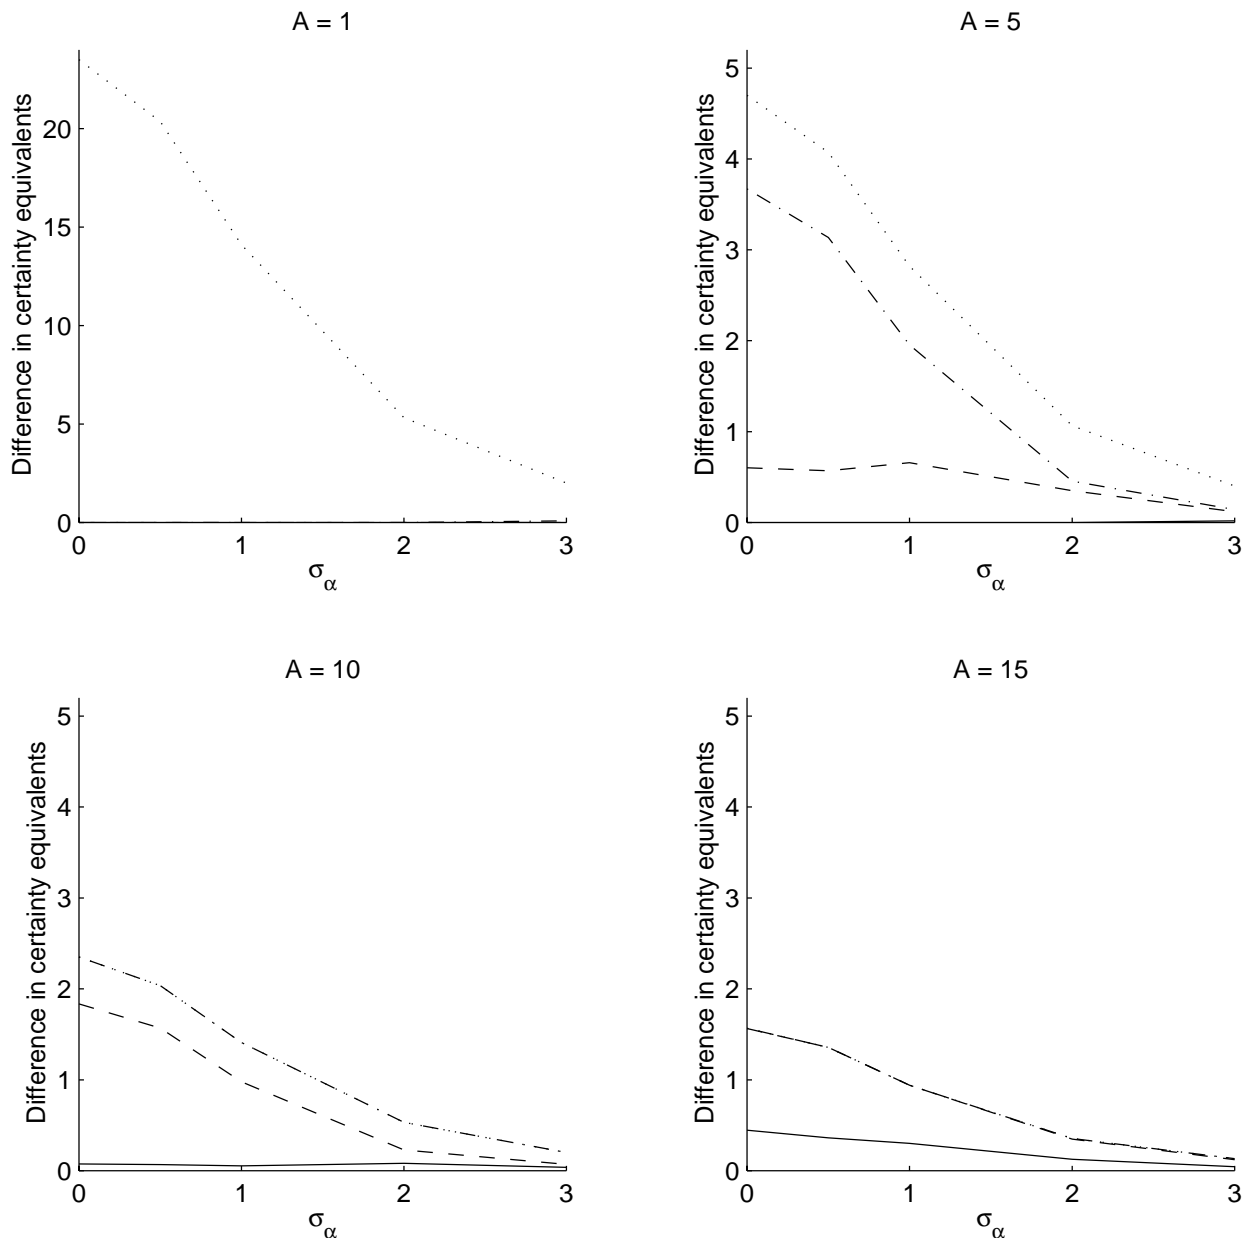 A = 1
Difference in certainty equivalents
20
15
10
5
0
0 1 2 3
σα
A = 5
Difference in certainty equivalents
5
4
3
2
1
0
0 1 2 3
σα
A = 10
Difference in certainty equivalents
5
4
3
2
1
0
0 1 2 3
σα
A = 15
Difference in certainty equivalents
5
4
3
2
1
0
0 1 2 3
σα